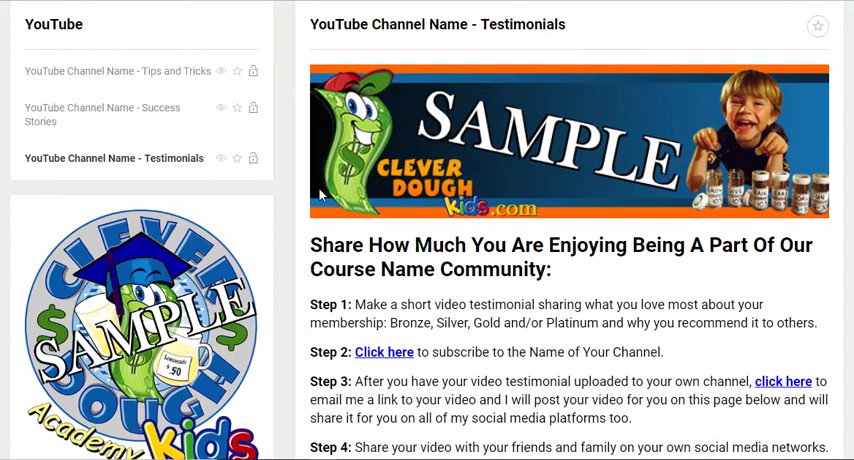 YouTube
YouTube Channel Name - Tips and Tricks
YouTube Channel Name - Success
Stories
YouTube Channel Name - Testimonials
CLEVER
SAMPLE
Lemonade
$.50
DOUGH
Academy
Kids
YouTube Channel Name - Testimonials
SAMPLE
CLEVER
DOUGH
Kids.com
Share How Much You Are Enjoying Being A Part Of Our
Course Name Community:
Step 1: Make a short video testimonial sharing what you love most about your
membership: Bronze, Silver, Gold and/or Platinum and why you recommend it to others.
Step 2: Click here to subscribe to the Name of Your Channel.
Step 3: After you have your video testimonial uploaded to your own channel, click here to
email me a link to your video and I will post your video for you on this page below and will
share it for you on all of my social media platforms too.
Step 4: Share your video with your friends and family on your own social media networks.